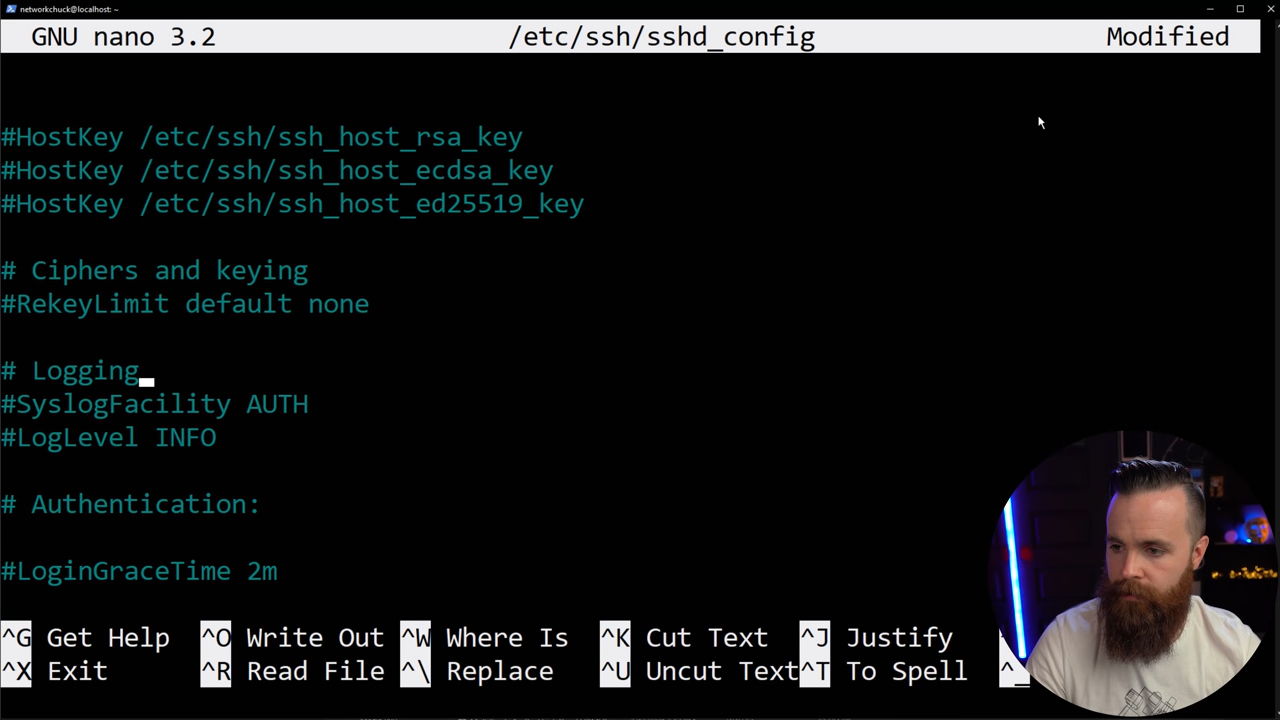 networkchuck@localhost: ~
GNU nano 3.2 /etc/ssh/sshd_config Modified
#HostKey /etc/ssh/ssh_host_rsa_key
#HostKey /etc/ssh/ssh_host_ecdsa_key
#HostKey /etc/ssh/ssh_host_ed25519_key
# Ciphers and keying
#RekeyLimit default none
# Logging
#SyslogFacility AUTH
#LogLevel INFO
# Authentication:
#LoginGraceTime 2m
^G Get Help ^O Write Out ^W Where Is ^K Cut Text ^J Justify
^X Exit ^R Read File ^\ Replace ^U Uncut Text ^T To Spell ^_